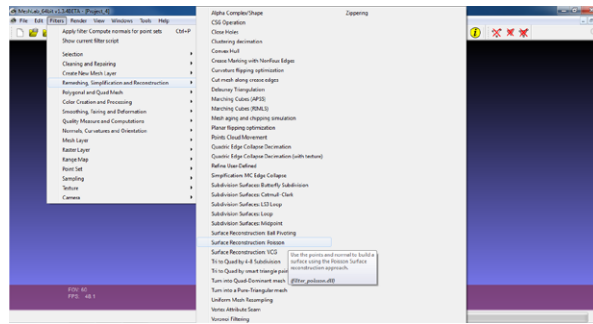 MeshLab_64bit v1.3.4BETA - [Project_4]
File Edit Filters Render View Windows Tools Help
Apply filter Compute normals for point sets Ctrl+P
Show current filter script
Selection
Cleaning and Repairing
Create New Mesh Layer
Remeshing, Simplification and Reconstruction
Polygonal and Quad Mesh
Color Creation and Processing
Smoothing, Fairing and Deformation
Quality Measure and Computations
Normals, Curvatures and Orientation
Mesh Layer
Raster Layer
Range Map
Point Set
Sampling
Texture
Camera
Alpha Complex/Shape
CSG Operation
Close Holes
Clustering decimation
Convex Hull
Crease Marking with NonFaux Edges
Curvature flipping optimization
Cut mesh along crease edges
Delaunay Triangulation
Marching Cubes (APSS)
Marching Cubes (RIMLS)
Mesh aging and chipping simulation
Planar flipping optimization
Points Cloud Movement
Quadric Edge Collapse Decimation
Quadric Edge Collapse Decimation (with texture)
Refine User-Defined
Simplification: MC Edge Collapse
Subdivision Surfaces: Butterfly Subdivision
Subdivision Surfaces: Catmull-Clark
Subdivision Surfaces: LS3 Loop
Subdivision Surfaces: Loop
Subdivision Surfaces: Midpoint
Surface Reconstruction: Ball Pivoting
Surface Reconstruction: Poisson
Surface Reconstruction: VCG
Tri to Quad by 4-8 Subdivision
Tri to Quad by smart triangle pair
Turn into Quad-Dominant mesh
Turn into a Pure-Triangular mesh
Uniform Mesh Resampling
Vertex Attribute Seam
Voronoi Filtering
Zippering
Use the points and normal to build a
surface using the Poisson Surface
reconstruction approach.
(filter_poisson.dll)
FOV: 60
FPS: 48.1